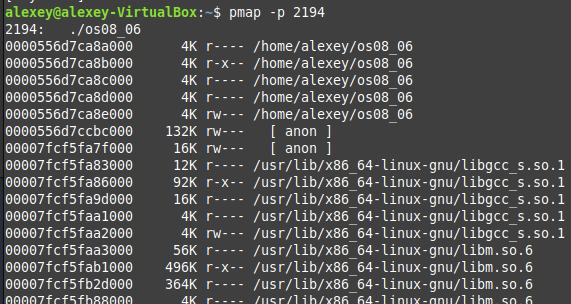 alexey@alexey-VirtualBox:~$ pmap -p 2194
2194:   ./os08_06
0000556d7ca8a000      4K r---- /home/alexey/os08_06
0000556d7ca8b000      4K r-x-- /home/alexey/os08_06
0000556d7ca8c000      4K r---- /home/alexey/os08_06
0000556d7ca8d000      4K r---- /home/alexey/os08_06
0000556d7ca8e000      4K rw--- /home/alexey/os08_06
0000556d7ccbc000    132K rw---   [ anon ]
00007fcf5fa7f000     16K rw---   [ anon ]
00007fcf5fa83000     12K r---- /usr/lib/x86_64-linux-gnu/libgcc_s.so.1
00007fcf5fa86000     92K r-x-- /usr/lib/x86_64-linux-gnu/libgcc_s.so.1
00007fcf5fa9d000     16K r---- /usr/lib/x86_64-linux-gnu/libgcc_s.so.1
00007fcf5faa1000      4K r---- /usr/lib/x86_64-linux-gnu/libgcc_s.so.1
00007fcf5faa2000      4K rw--- /usr/lib/x86_64-linux-gnu/libgcc_s.so.1
00007fcf5faa3000     56K r---- /usr/lib/x86_64-linux-gnu/libm.so.6
00007fcf5fab1000    496K r-x-- /usr/lib/x86_64-linux-gnu/libm.so.6
00007fcf5fb2d000    364K r---- /usr/lib/x86_64-linux-gnu/libm.so.6
00007fcf5fb88000      4K r---- /usr/lib/x86_64-linux-gnu/libm.so.6